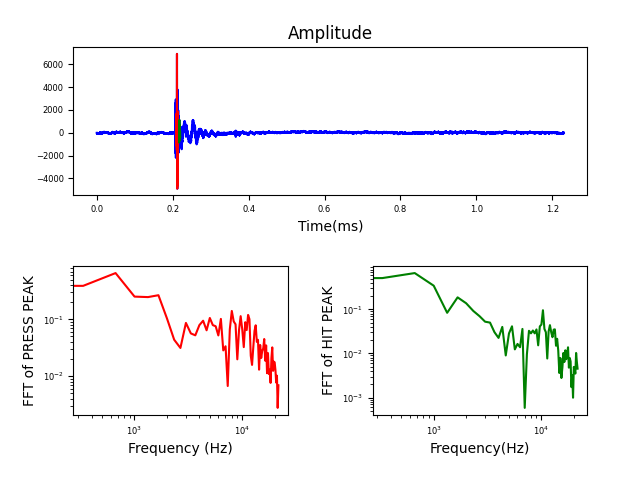 Amplitude
6000
4000
2000
0
−2000
−4000
0.0 0.2 0.4 0.6 0.8 1.0 1.2
Time(ms)
FFT of PRESS PEAK
10⁻¹
10⁻²
10³ 10⁴
Frequency (Hz)
FFT of HIT PEAK
10⁻¹
10⁻²
10⁻³
10³ 10⁴
Frequency(Hz)